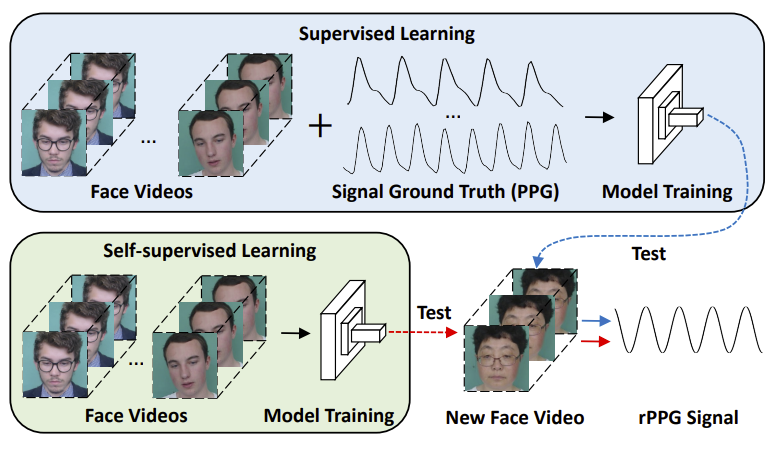 Supervised Learning
+
...
...
Face Videos
Signal Ground Truth (PPG)
Model Training
Self-supervised Learning
Test
Test
...
Face Videos
Model Training
New Face Video
rPPG Signal